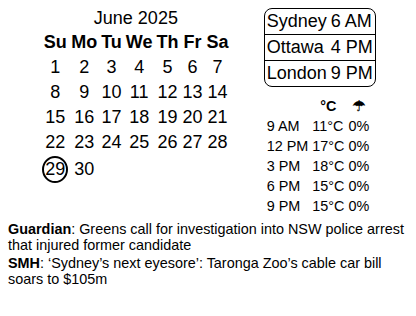 June 2025
Su Mo Tu We Th Fr Sa
1 2 3 4 5 6 7
8 9 10 11 12 13 14
15 16 17 18 19 20 21
22 23 24 25 26 27 28
29 30
Sydney 6 AM
Ottawa 4 PM
London 9 PM
°C ☂
9 AM 11°C 0%
12 PM 17°C 0%
3 PM 18°C 0%
6 PM 15°C 0%
9 PM 15°C 0%
Guardian: Greens call for investigation into NSW police arrest
that injured former candidate
SMH: ‘Sydney’s next eyesore’: Taronga Zoo’s cable car bill
soars to $105m